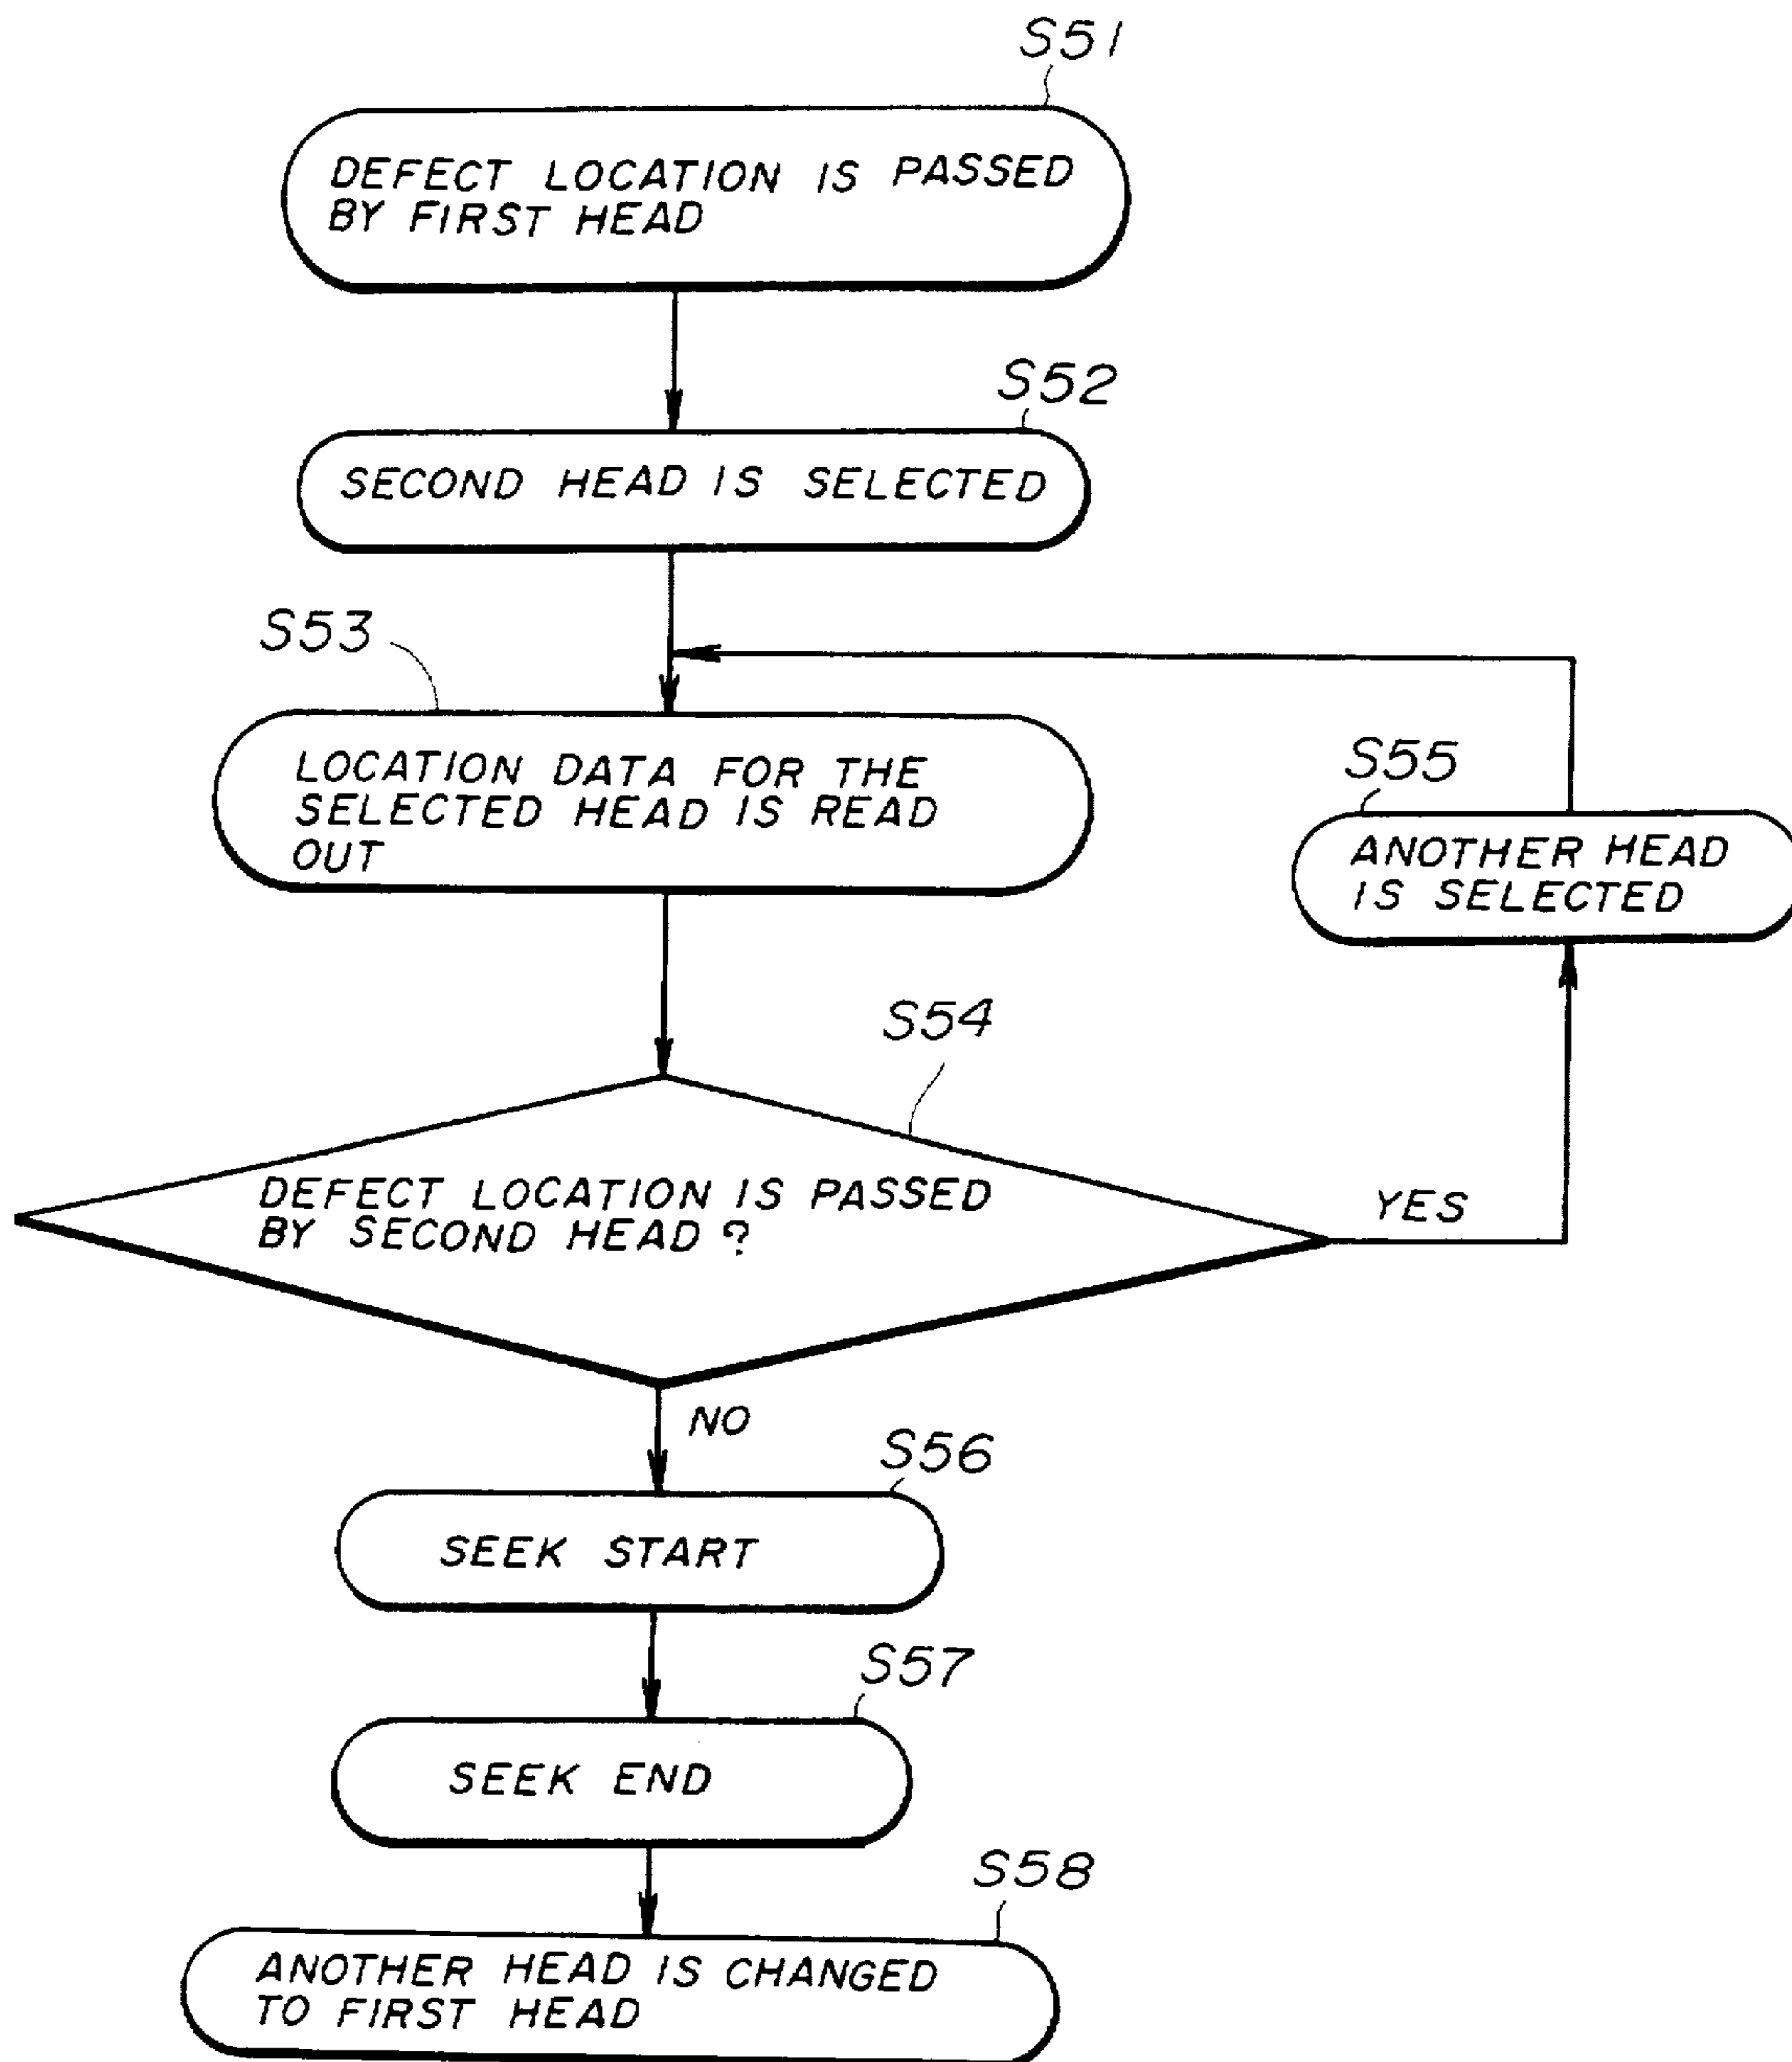 S51
DEFECT LOCATION IS PASSED
BY FIRST HEAD
S52
SECOND HEAD IS SELECTED
S53
LOCATION DATA FOR THE
SELECTED HEAD IS READ
OUT
S55
ANOTHER HEAD
IS SELECTED
S54
DEFECT LOCATION IS PASSED
BY SECOND HEAD ?
YES
NO
S56
SEEK START
S57
SEEK END
S58
ANOTHER HEAD IS CHANGED
TO FIRST HEAD